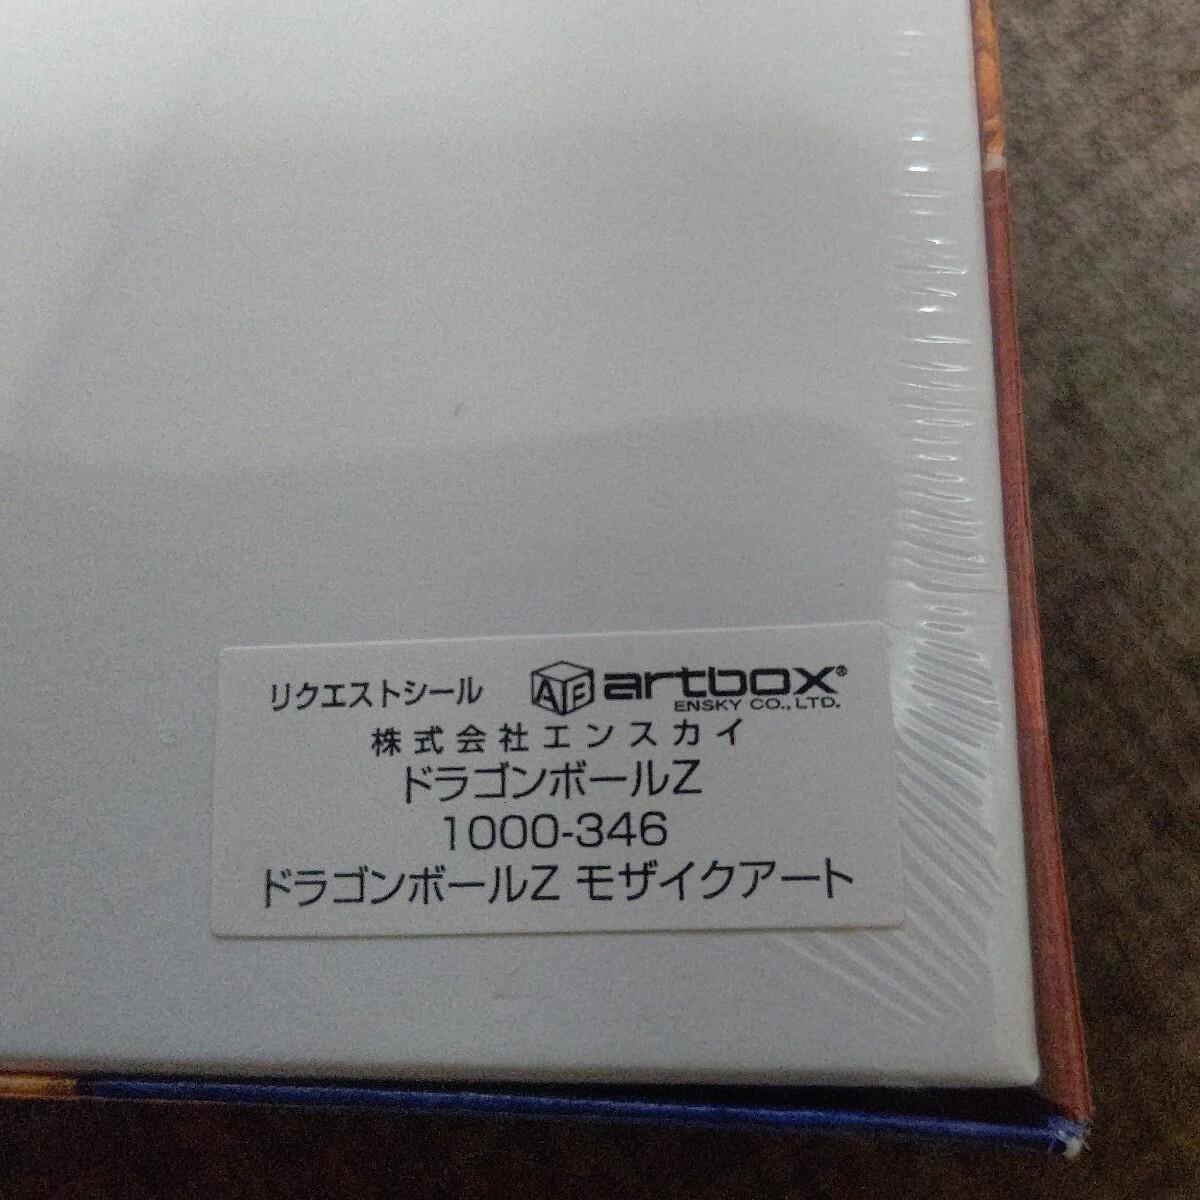 リクエストシール AB artbox®
ENSKY CO., LTD.
株式会社エンスカイ
ドラゴンボールZ
1000-346
ドラゴンボールZ モザイクアート